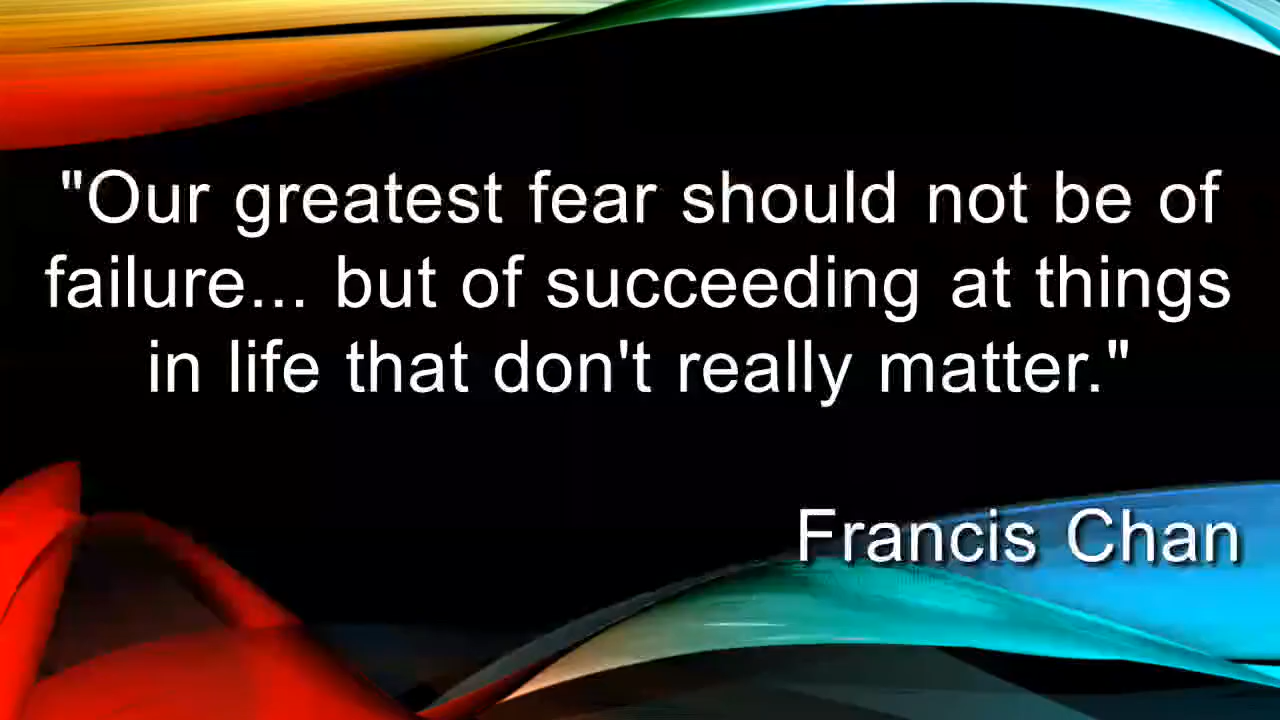 "Our greatest fear should not be of
failure... but of succeeding at things
in life that don't really matter."
Francis Chan